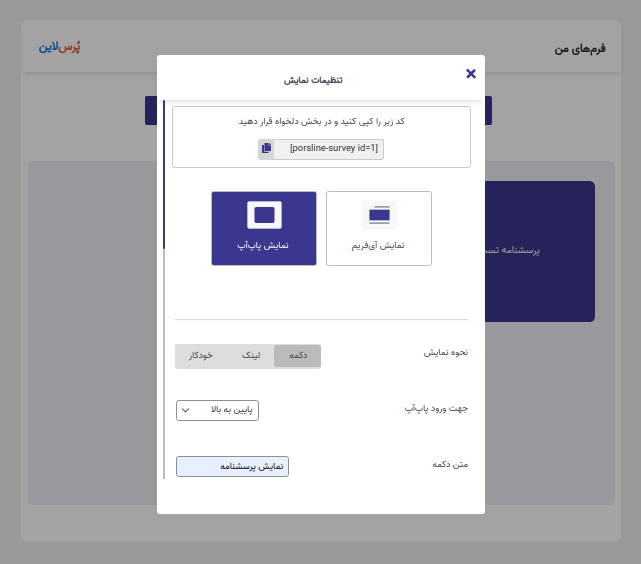 فرم‌های من
پُرس‌لاین
تنظیمات نمایش
کد زیر را کپی کنید و در بخش دلخواه قرار دهید
[porsline-survey id=1]
نمایش آی‌فریم
نمایش پاپ‌آپ
پرسشنامه تست
نحوه نمایش
دکمه
لینک
خودکار
جهت ورود پاپ‌آپ
پایین به بالا
متن دکمه
نمایش پرسشنامه